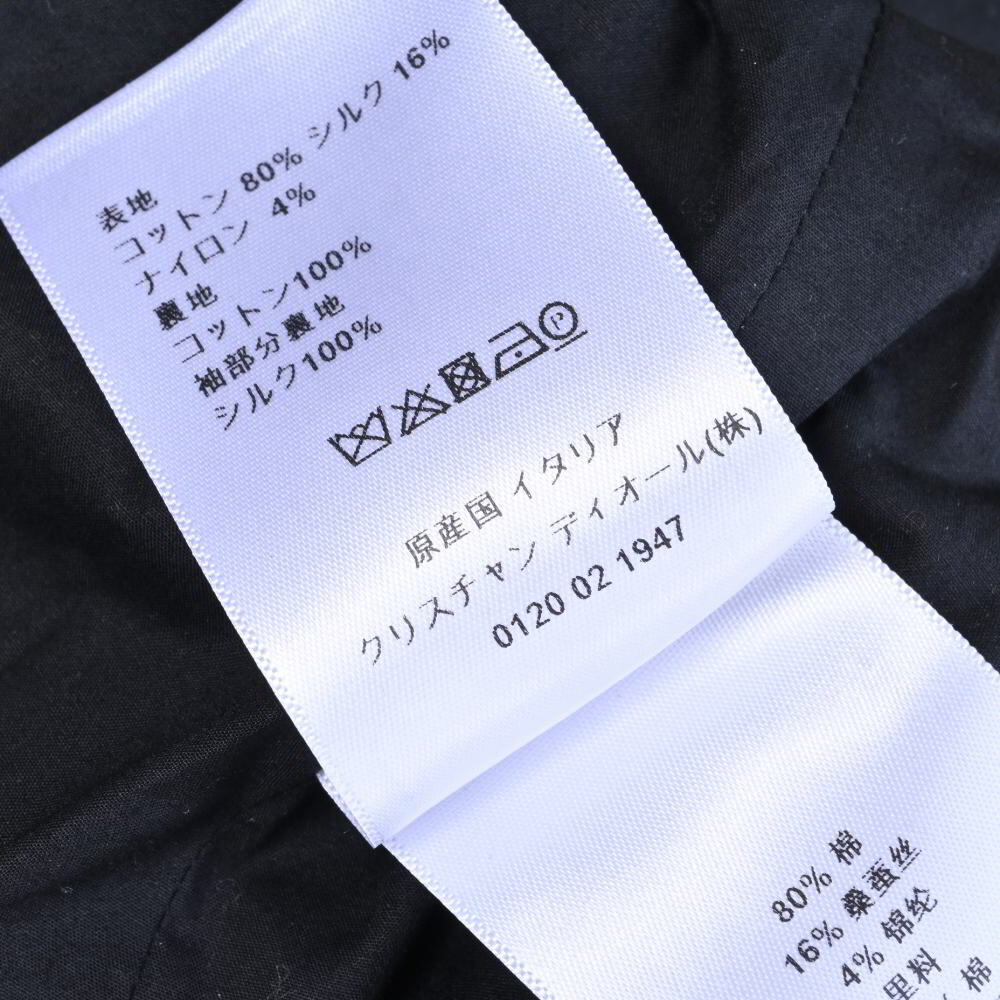 表地
コットン 80% シルク 16%
ナイロン 4%
裏地
コットン100%
袖部分裏地
シルク100%
P
原産国 イタリア
クリスチャン ディオール(株)
0120 02 1947
80% 棉
16% 桑蚕丝
4% 锦纶
里料
棉